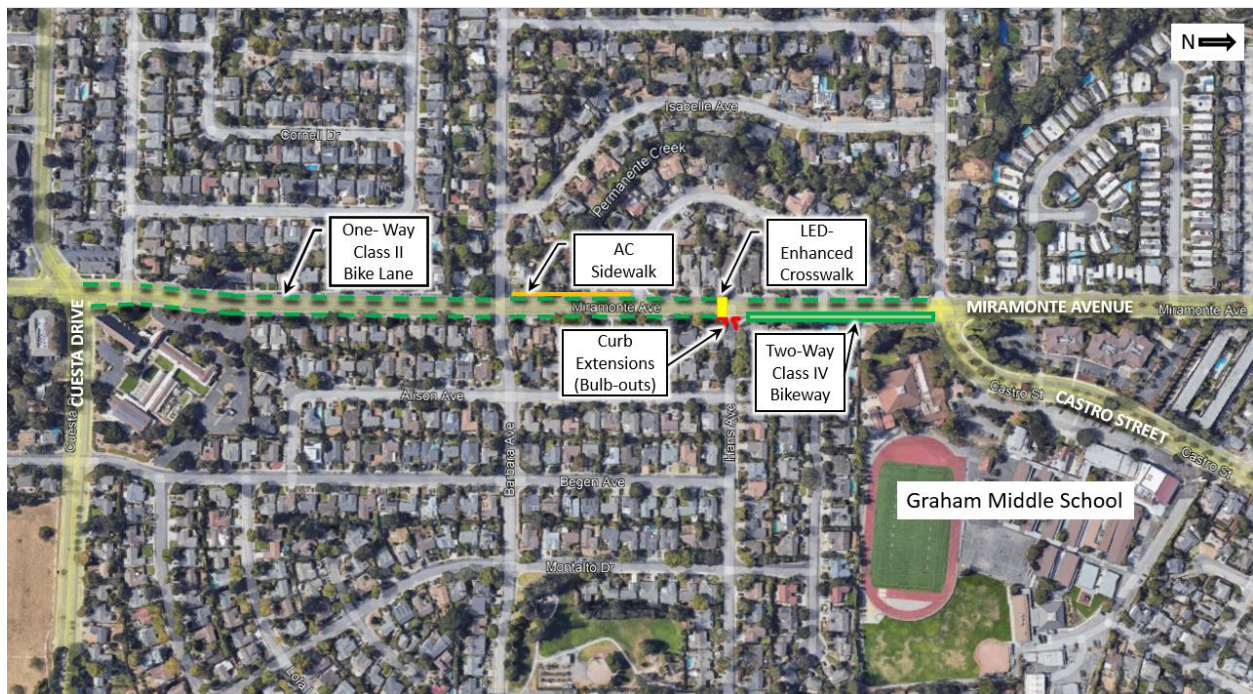 N
Isabelle Ave
Cornell Dr
Permanente Creek
One- Way
Class II
Bike Lane
AC
Sidewalk
LED-
Enhanced
Crosswalk
Miramonte Ave
MIRAMONTE AVENUE
Miramonte Ave
Cuesta
CUESTA DRIVE
Curb
Extensions
(Bulb-outs)
Two-Way
Class IV
Bikeway
Alison Ave
Castro St
CASTRO STREET
Castro St
Barbara Ave
Hans Ave
Begen Ave
Graham Middle School
Montalto Dr